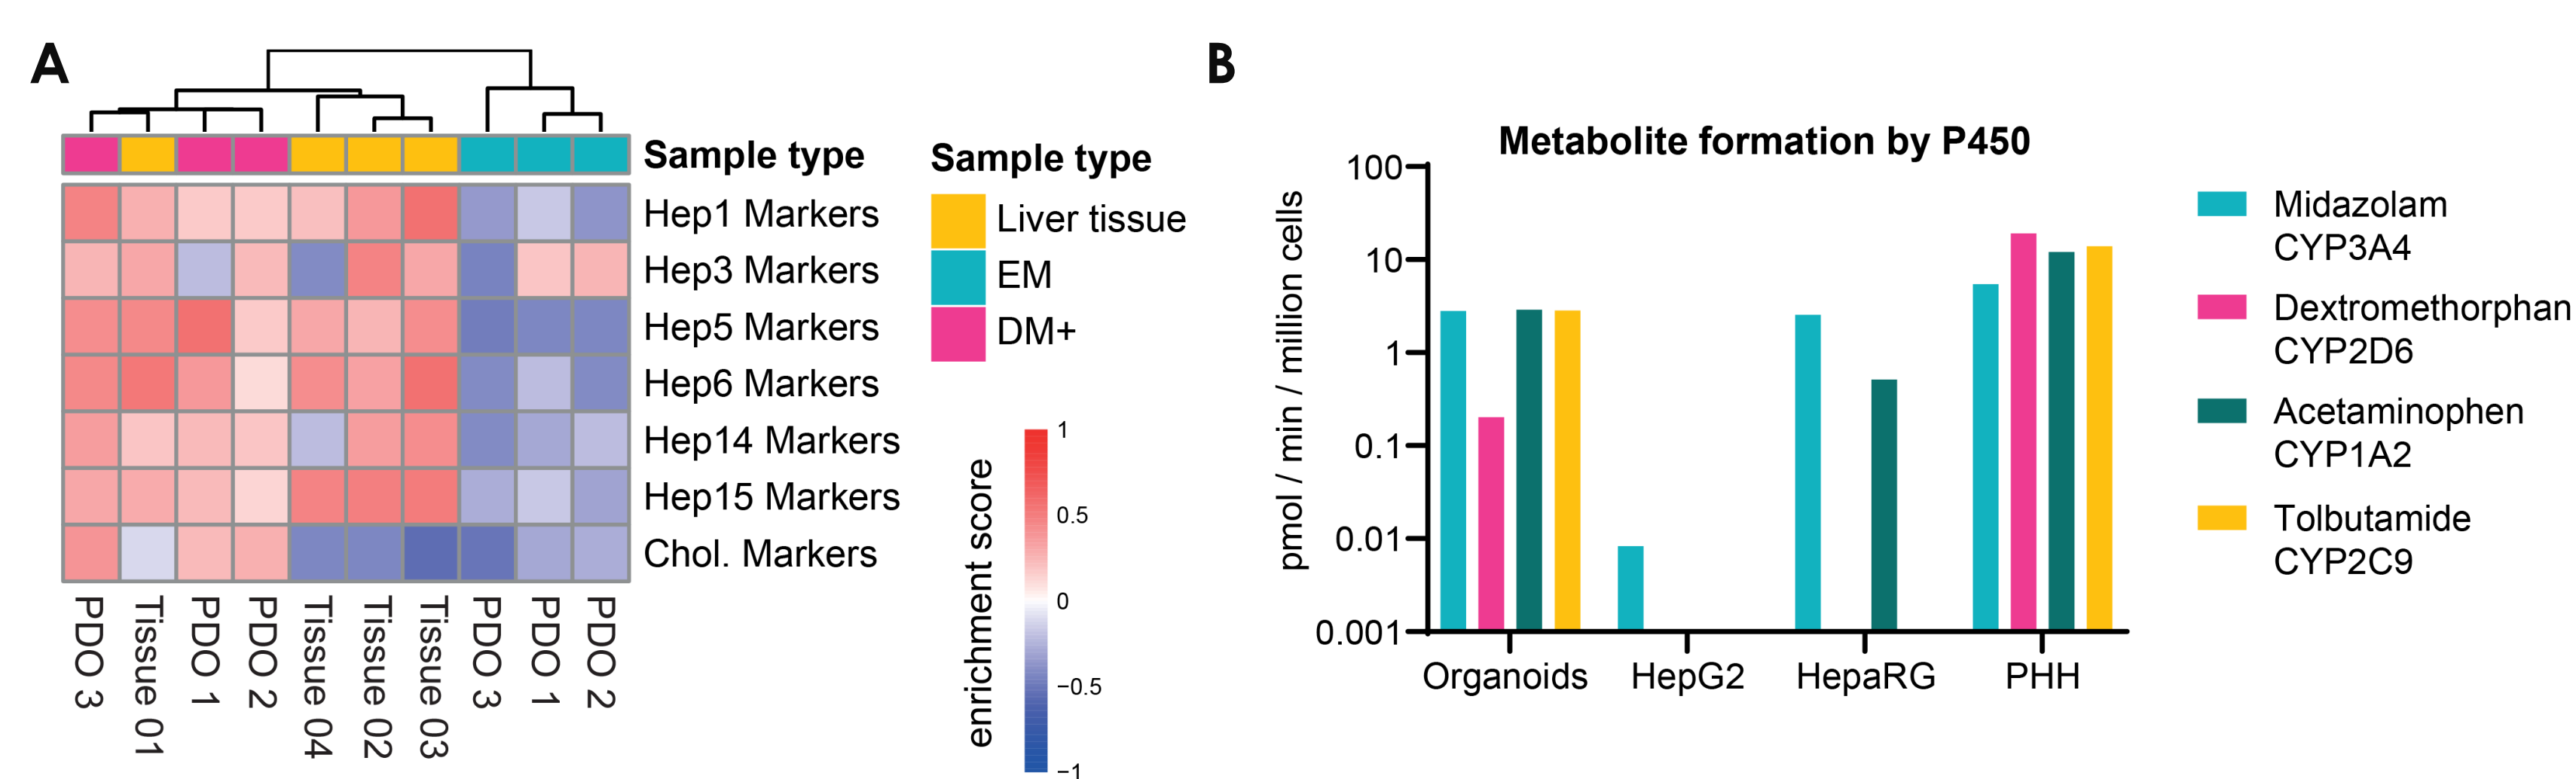 A
Sample type
Hep1 Markers
Hep3 Markers
Hep5 Markers
Hep6 Markers
Hep14 Markers
Hep15 Markers
Chol. Markers
PDO 3
Tissue 01
PDO 1
PDO 2
Tissue 04
Tissue 02
Tissue 03
PDO 3
PDO 1
PDO 2
Sample type
Liver tissue
EM
DM+
enrichment score
1
0.5
0
−0.5
−1
B
Metabolite formation by P450
pmol / min / million cells
100
10
1
0.1
0.01
0.001
Organoids
HepG2
HepaRG
PHH
Midazolam
CYP3A4
Dextromethorphan
CYP2D6
Acetaminophen
CYP1A2
Tolbutamide
CYP2C9